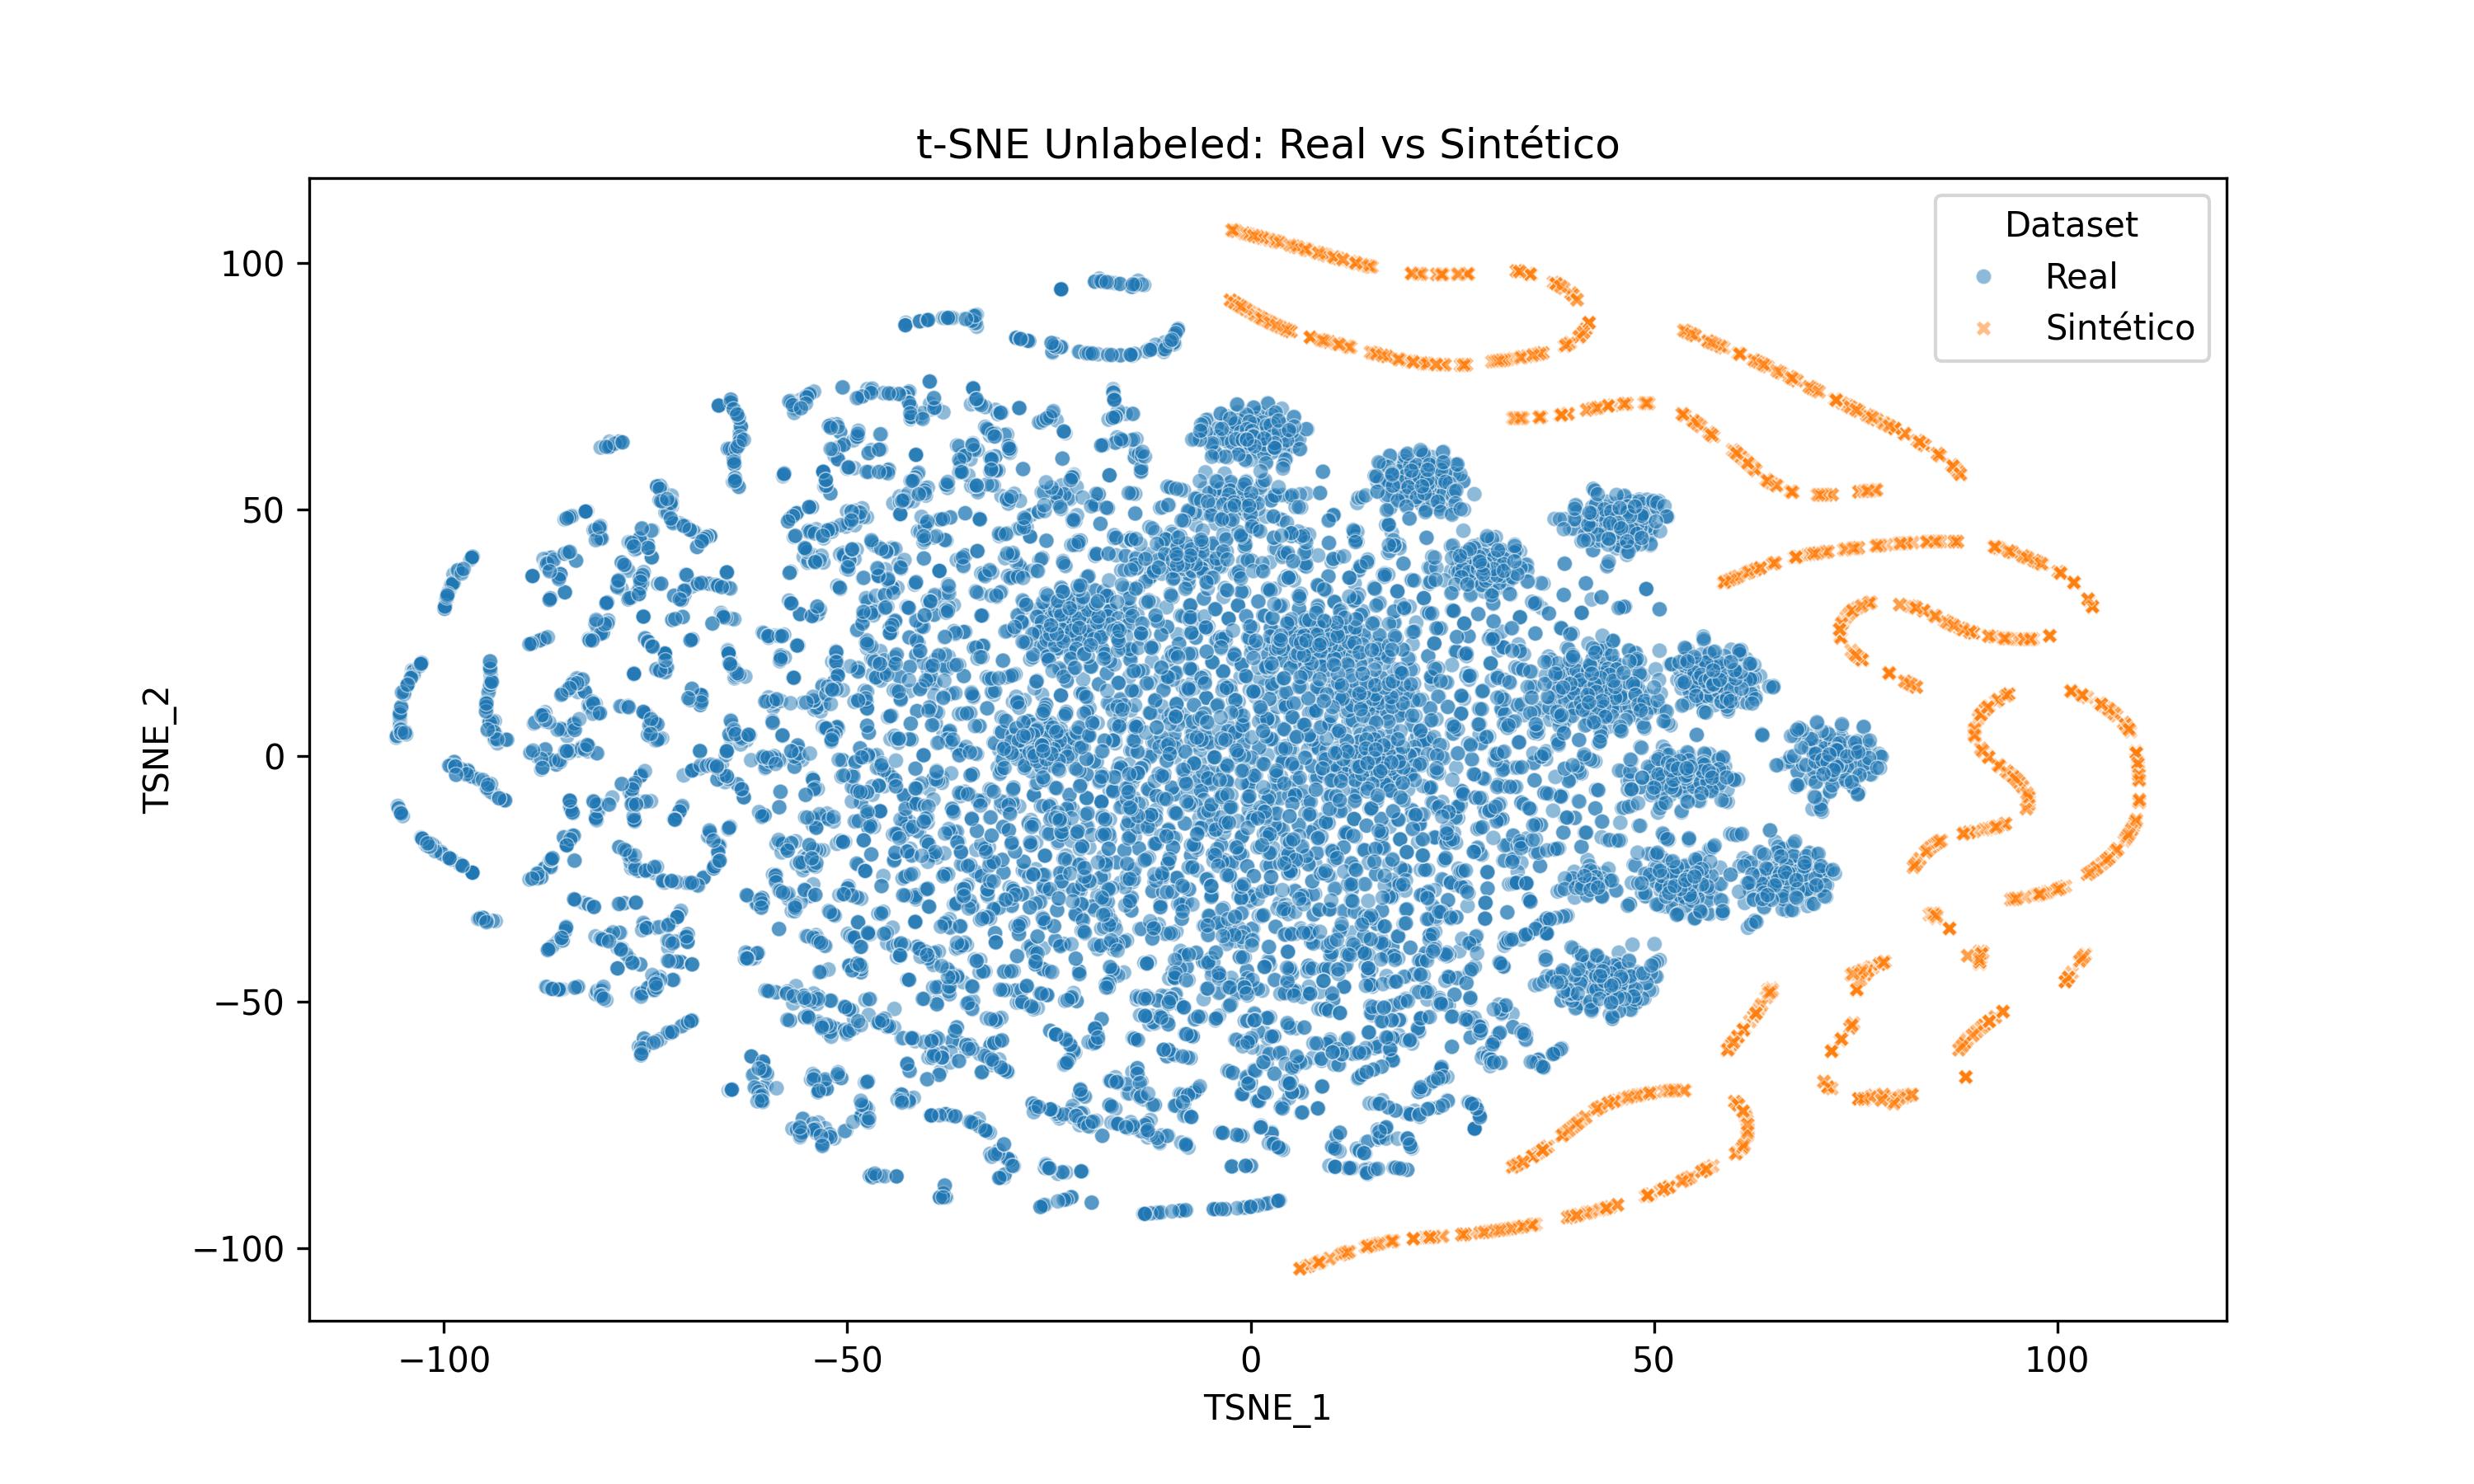 t-SNE Unlabeled: Real vs Sintético
Dataset
Real
Sintético
100
50
0
−50
−100
TSNE_2
−100
−50
0
50
100
TSNE_1